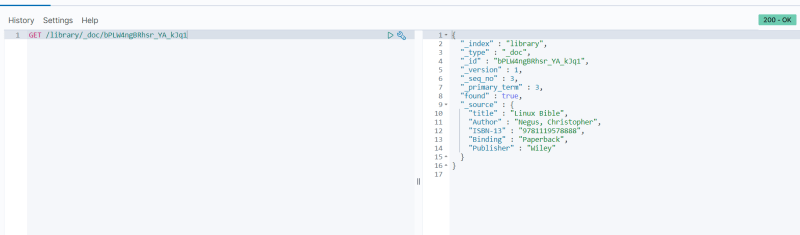 History Settings Help
200 - OK
1 GET /library/_doc/bPLW4ngBRhsr_YA_kJq1
1 {
2 "_index" : "library",
3 "_type" : "_doc",
4 "_id" : "bPLW4ngBRhsr_YA_kJq1",
5 "_version" : 1,
6 "_seq_no" : 3,
7 "_primary_term" : 3,
8 "found" : true,
9 "_source" : {
10 "title" : "Linux Bible",
11 "Author" : "Negus, Christopher",
12 "ISBN-13" : "9781119578888",
13 "Binding" : "Paperback",
14 "Publisher" : "Wiley"
15 }
16 }
17